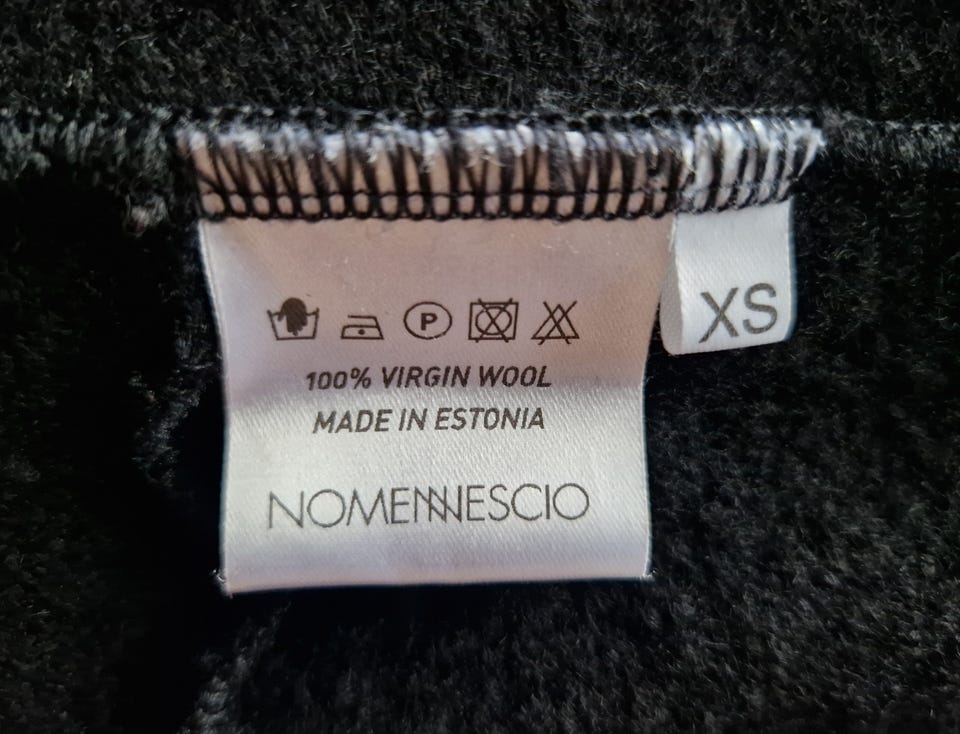 P
100% VIRGIN WOOL
MADE IN ESTONIA
NOMENNESCIO
XS